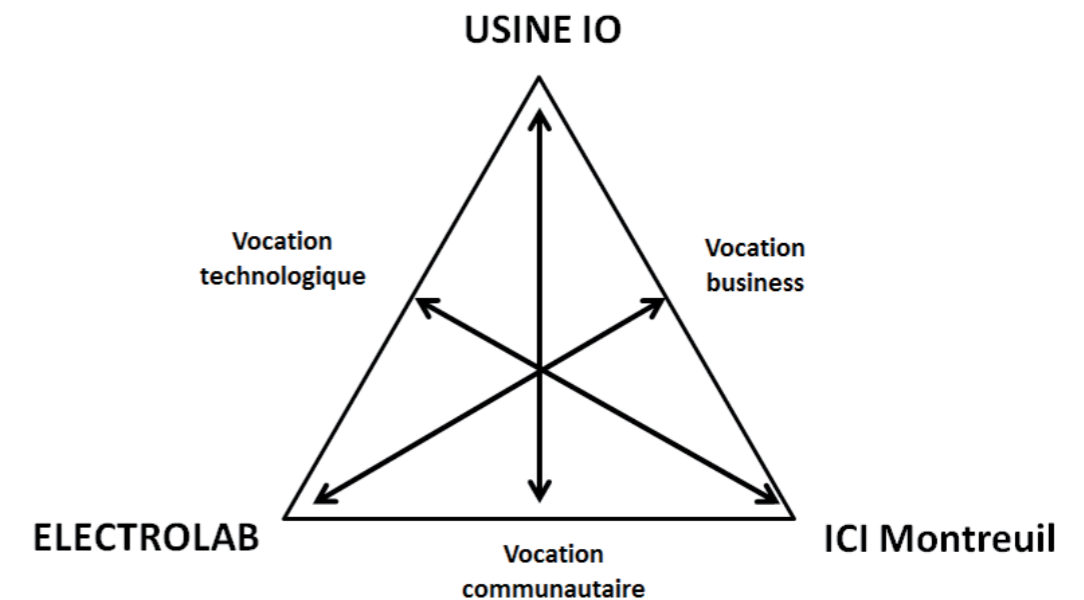 USINE IO
Vocation
technologique
Vocation
business
ELECTROLAB
ICI Montreuil
Vocation
communautaire